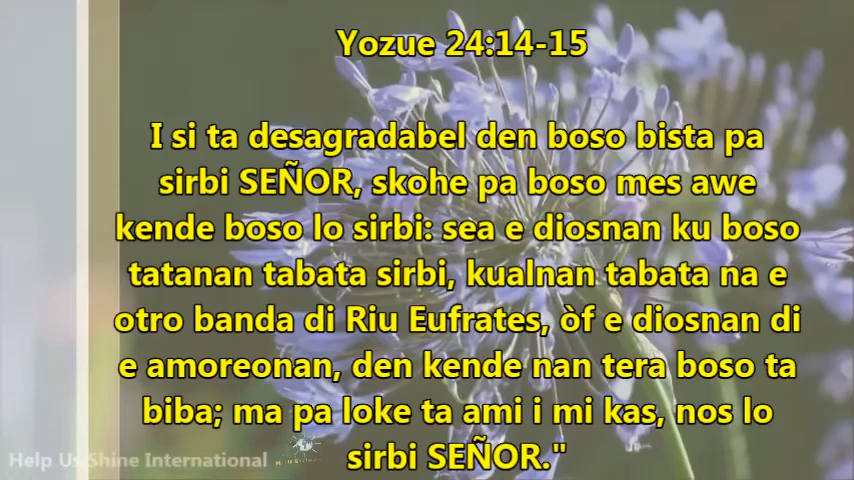 Yozue 24:14-15
I si ta desagradabel den boso bista pa
sirbi SEÑOR, skohe pa boso mes awe
kende boso lo sirbi: sea e diosnan ku boso
tatanan tabata sirbi, kualnan tabata na e
otro banda di Riu Eufrates, òf e diosnan di
e amoreonan, den kende nan tera boso ta
biba; ma pa loke ta ami i mi kas, nos lo
sirbi SEÑOR."
Help Us Shine International